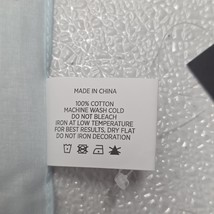 MADE IN CHINA
100% COTTON
MACHINE WASH COLD
DO NOT BLEACH
IRON AT LOW TEMPERATURE
FOR BEST RESULTS, DRY FLAT
DO NOT IRON DECORATION